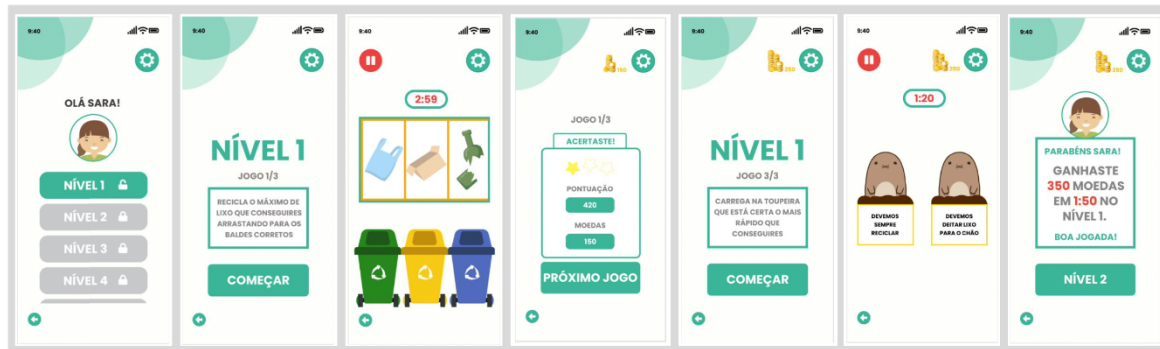 9:40
OLÁ SARA!
NÍVEL 1
NÍVEL 2
NÍVEL 3
NÍVEL 4
9:40
NÍVEL 1
JOGO 1/3
RECICLA O MÁXIMO DE
LIXO QUE CONSEGUIRES
ARRASTANDO PARA OS
BALDES CORRETOS
COMEÇAR
9:40
2:59
9:40
150
JOGO 1/3
ACERTASTE!
PONTUAÇÃO
420
MOEDAS
150
PRÓXIMO JOGO
9:40
250
NÍVEL 1
JOGO 3/3
CARREGA NA TOUPEIRA
QUE ESTÁ CERTA O MAIS
RÁPIDO QUE
CONSEGUIRES
COMEÇAR
9:40
250
1:20
DEVEMOS
SEMPRE
RECICLAR
DEVEMOS
DEITAR LIXO
PARA O CHÃO
9:40
PARABÉNS SARA!
GANHASTE
350 MOEDAS
EM 1:50 NO
NÍVEL 1.
BOA JOGADA!
NÍVEL 2